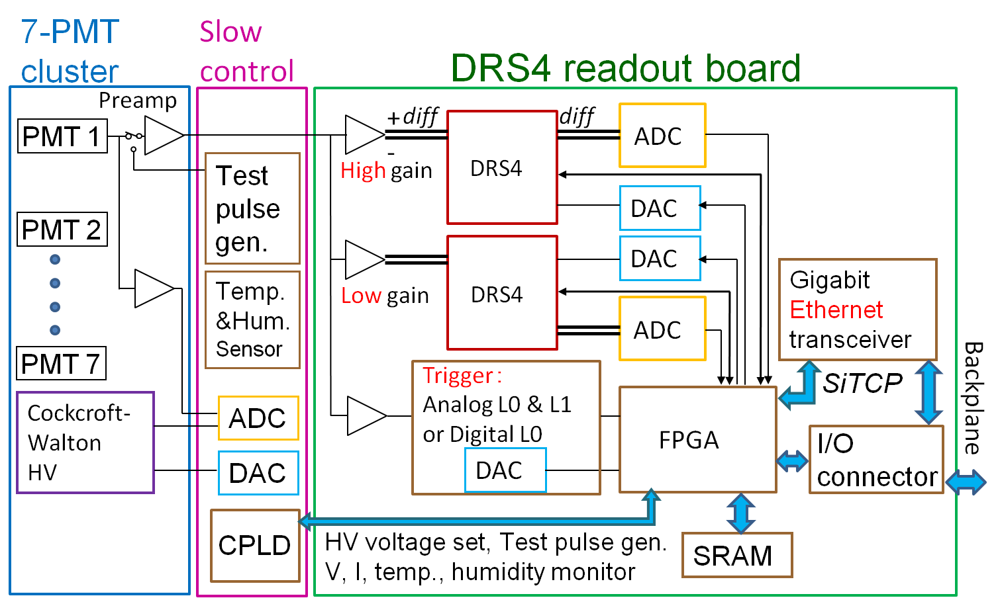 7-PMT
cluster
Slow
control
DRS4 readout board
Preamp
PMT 1
PMT 2
PMT 7
Cockcroft-
Walton
HV
Test
pulse
gen.
Temp.
&Hum.
Sensor
ADC
DAC
CPLD
+diff
-
High gain
DRS4
diff
ADC
DAC
Low gain
DRS4
DAC
ADC
Trigger:
Analog L0 & L1
or Digital L0
DAC
FPGA
Gigabit
Ethernet
transceiver
SiTCP
I/O
connector
Backplane
SRAM
HV voltage set, Test pulse gen.
V, I, temp., humidity monitor